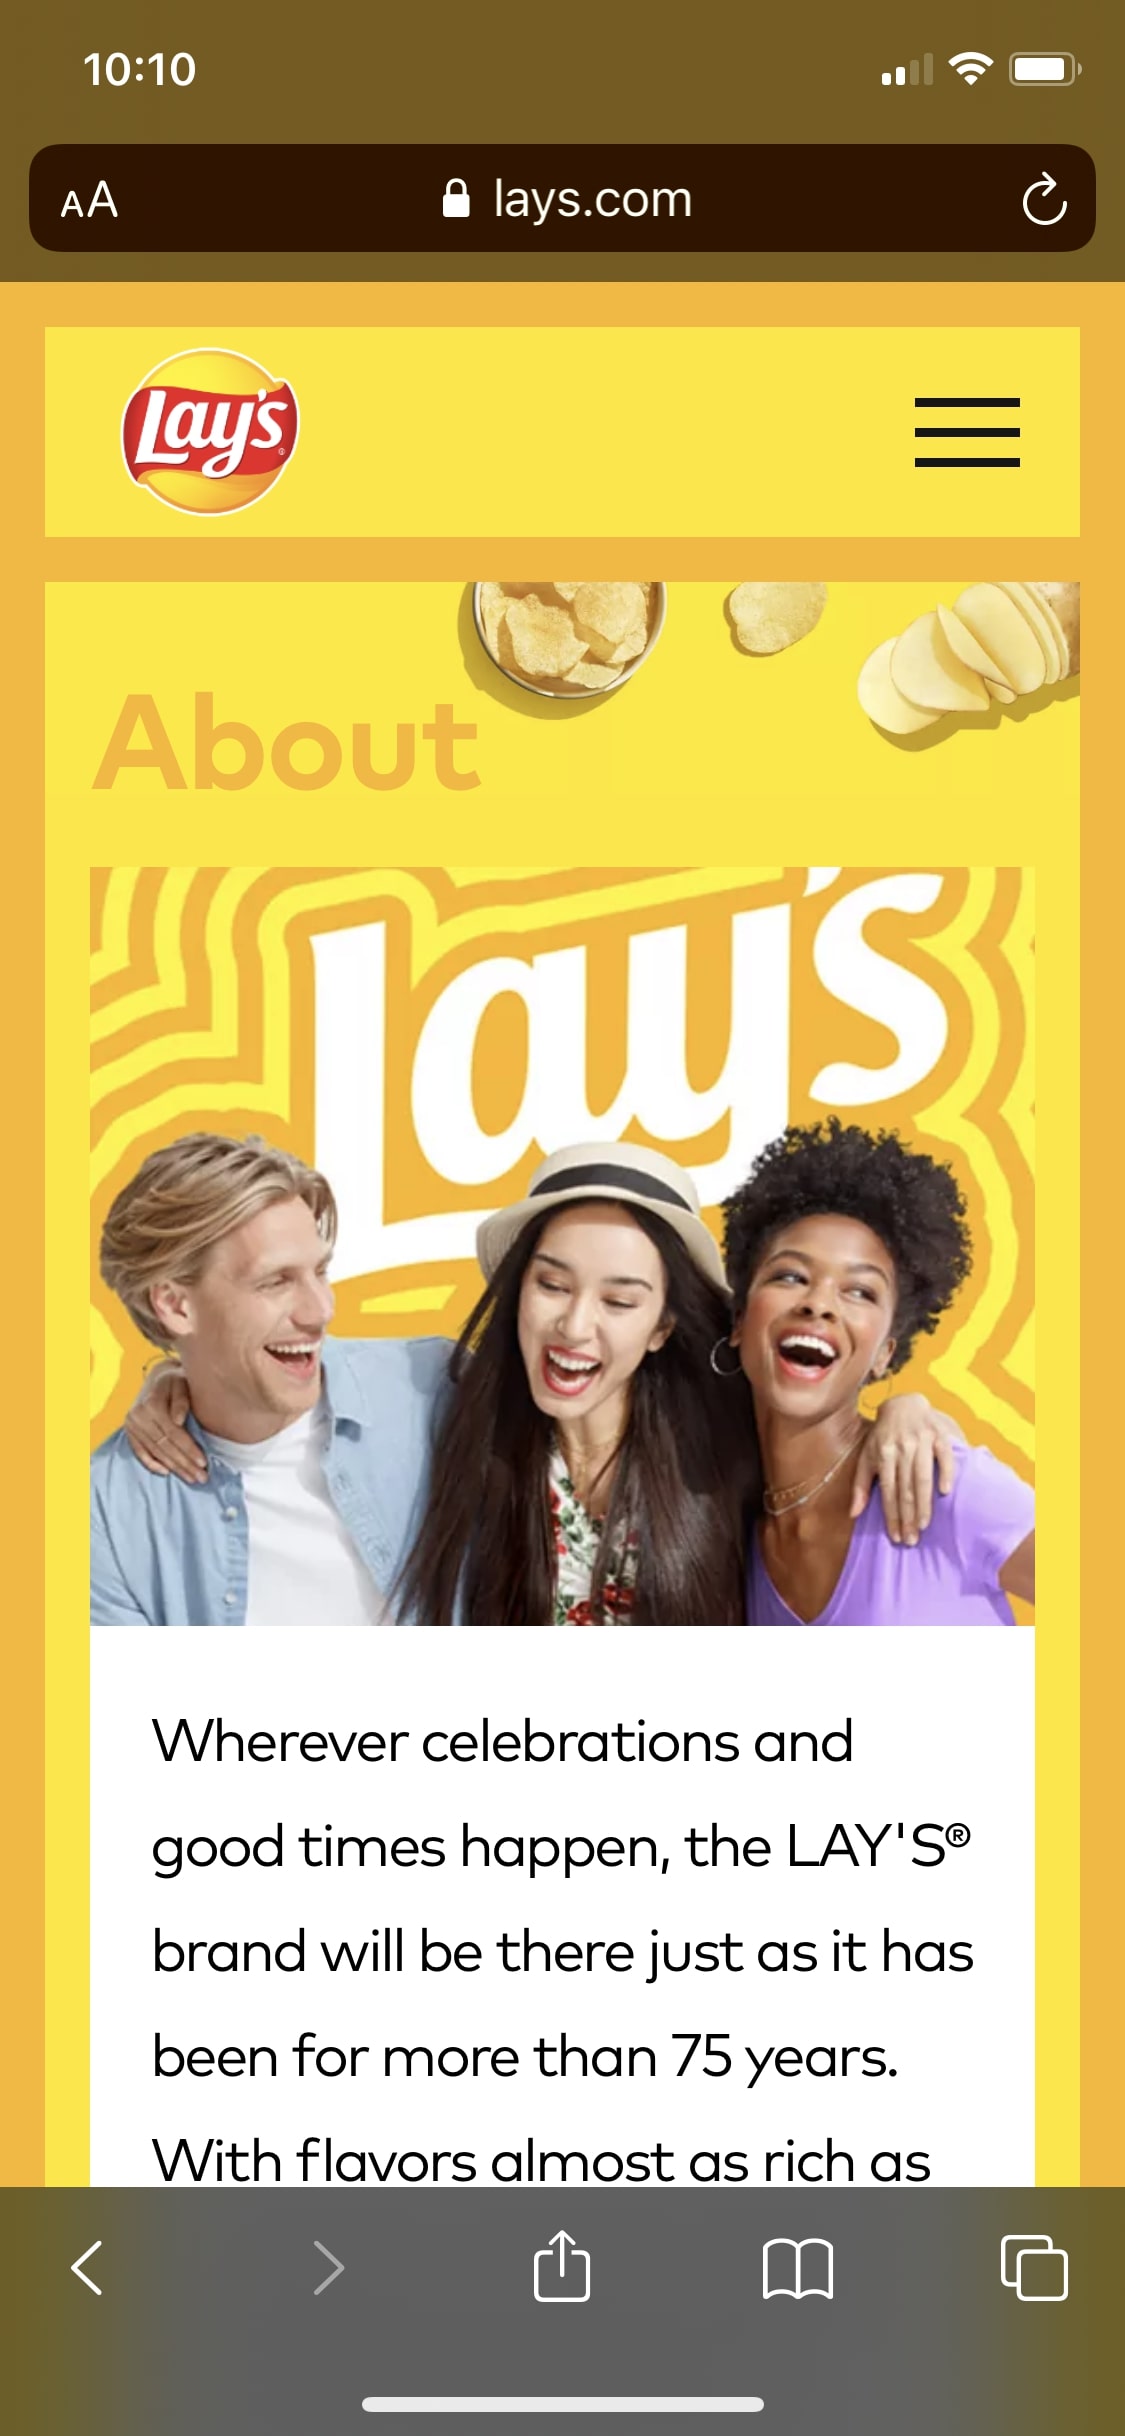 10:10
AA
lays.com
Lay's
About
Lay's
Wherever celebrations and
good times happen, the LAY'S®
brand will be there just as it has
been for more than 75 years.
With flavors almost as rich as